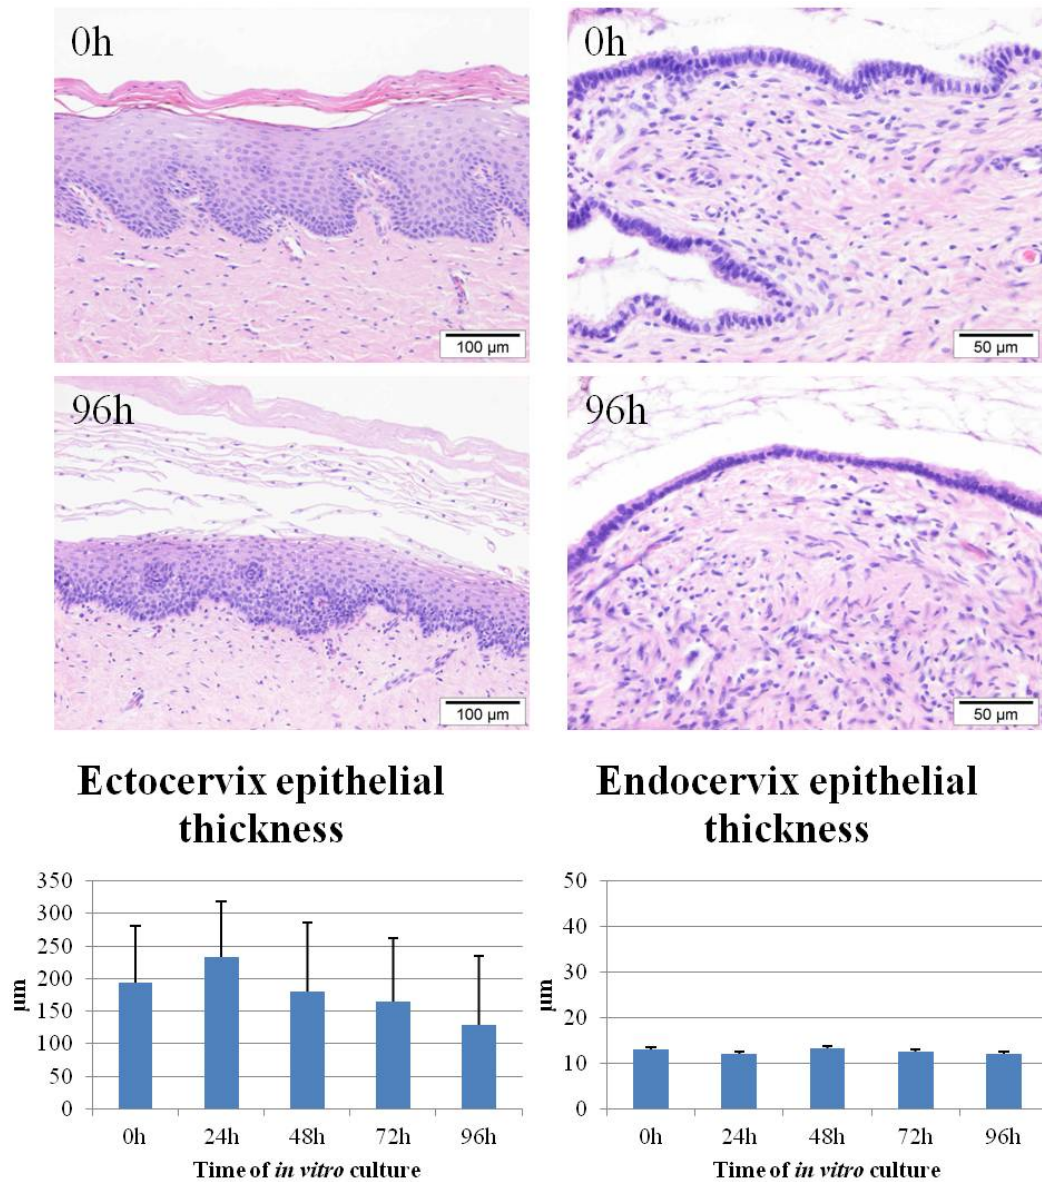 0h
100 µm
0h
50 µm
96h
100 µm
96h
50 µm
Ectocervix epithelial
thickness
350
300
250
200
150
100
50
0
µm
0h 24h 48h 72h 96h
Time of in vitro culture
Endocervix epithelial
thickness
50
40
30
20
10
0
µm
0h 24h 48h 72h 96h
Time of in vitro culture